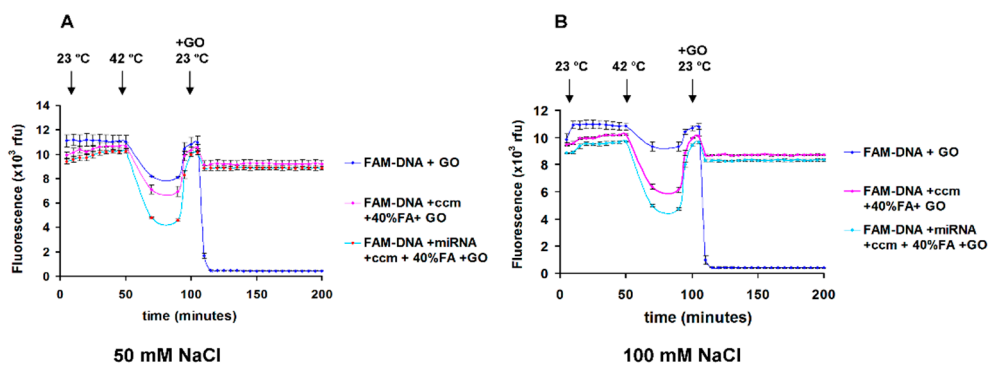 A
+GO
23 °C
42 °C
23 °C
Fluorescence (x10³ rfu)
14
12
10
8
6
4
2
0
0
50
100
150
200
time (minutes)
FAM-DNA + GO
FAM-DNA +ccm
+40%FA+ GO
FAM-DNA +miRNA
+ccm + 40%FA +GO
50 mM NaCl
B
+GO
23 °C
42 °C
23 °C
Fluorescence (x10³ rfu)
12
10
8
6
4
2
0
0
50
100
150
200
time (minutes)
FAM-DNA + GO
FAM-DNA +ccm
+40%FA+ GO
FAM-DNA +miRNA
+ccm + 40%FA +GO
100 mM NaCl